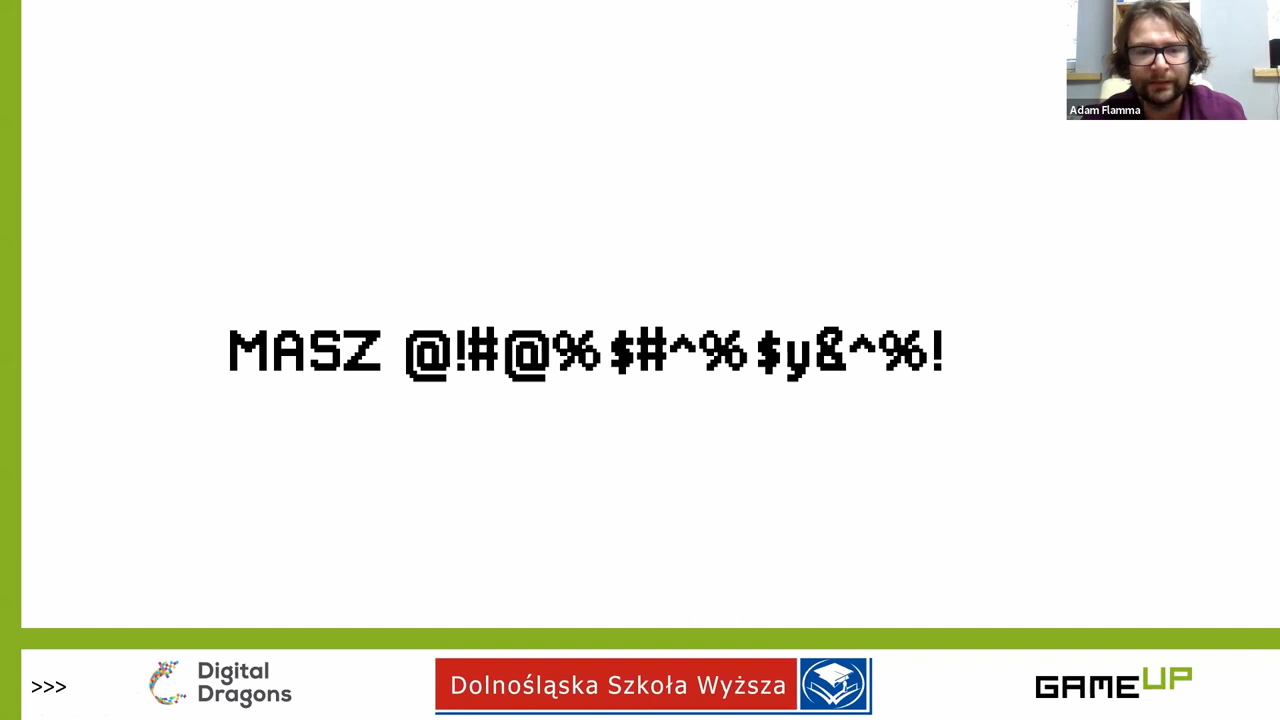 Adam Flamma
MASZ @!#@%$#^%$y&^%!
>>>
Digital
Dragons
Dolnośląska Szkoła Wyższa
GAMEUP